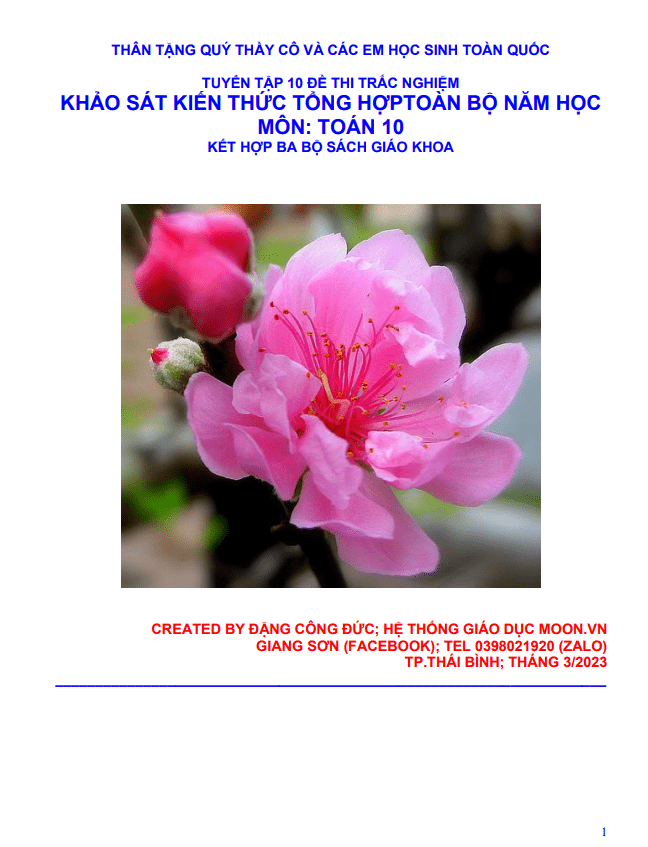 THÂN TẶNG QUÝ THẦY CÔ VÀ CÁC EM HỌC SINH TOÀN QUỐC
TUYỂN TẬP 10 ĐỀ THI TRẮC NGHIỆM
KHẢO SÁT KIẾN THỨC TỔNG HỢPTOÀN BỘ NĂM HỌC
MÔN: TOÁN 10
KẾT HỢP BA BỘ SÁCH GIÁO KHOA
CREATED BY ĐẶNG CÔNG ĐỨC; HỆ THỐNG GIÁO DỤC MOON.VN
GIANG SƠN (FACEBOOK); TEL 0398021920 (ZALO)
TP.THÁI BÌNH; THÁNG 3/2023
1